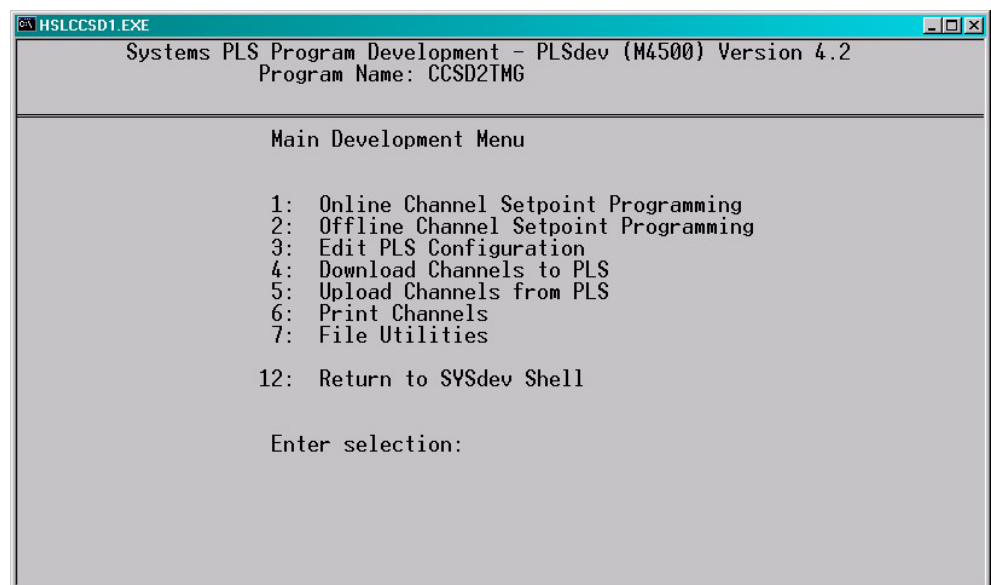 HSLCCSD1.EXE
Systems PLS Program Development - PLSdev (M4500) Version 4.2
Program Name: CCSD2TMG
Main Development Menu
1: Online Channel Setpoint Programming
2: Offline Channel Setpoint Programming
3: Edit PLS Configuration
4: Download Channels to PLS
5: Upload Channels from PLS
6: Print Channels
7: File Utilities
12: Return to SYSdev Shell
Enter selection: